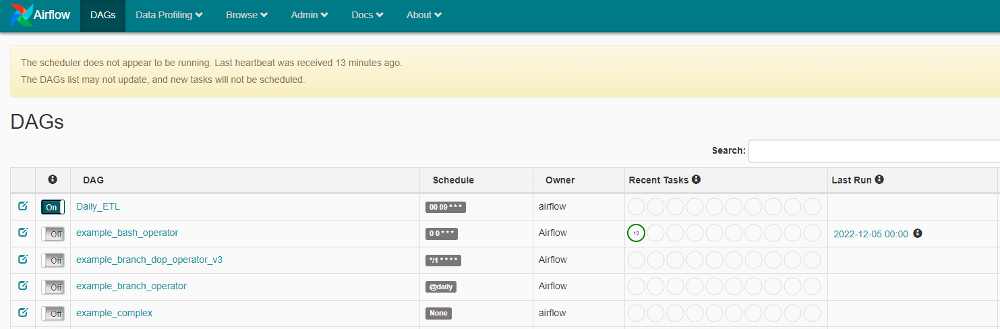 Airflow DAGs Data Profiling Browse Admin Docs About
The scheduler does not appear to be running. Last heartbeat was received 13 minutes ago.
The DAGs list may not update, and new tasks will not be scheduled.
DAGs
Search:
DAG Schedule Owner Recent Tasks Last Run
On Daily_ETL 00 09 * * * airflow
Off example_bash_operator 0 0 * * * Airflow 12 2022-12-05 00:00
Off example_branch_dop_operator_v3 */1 * * * * Airflow
Off example_branch_operator @daily Airflow
Off example_complex None airflow